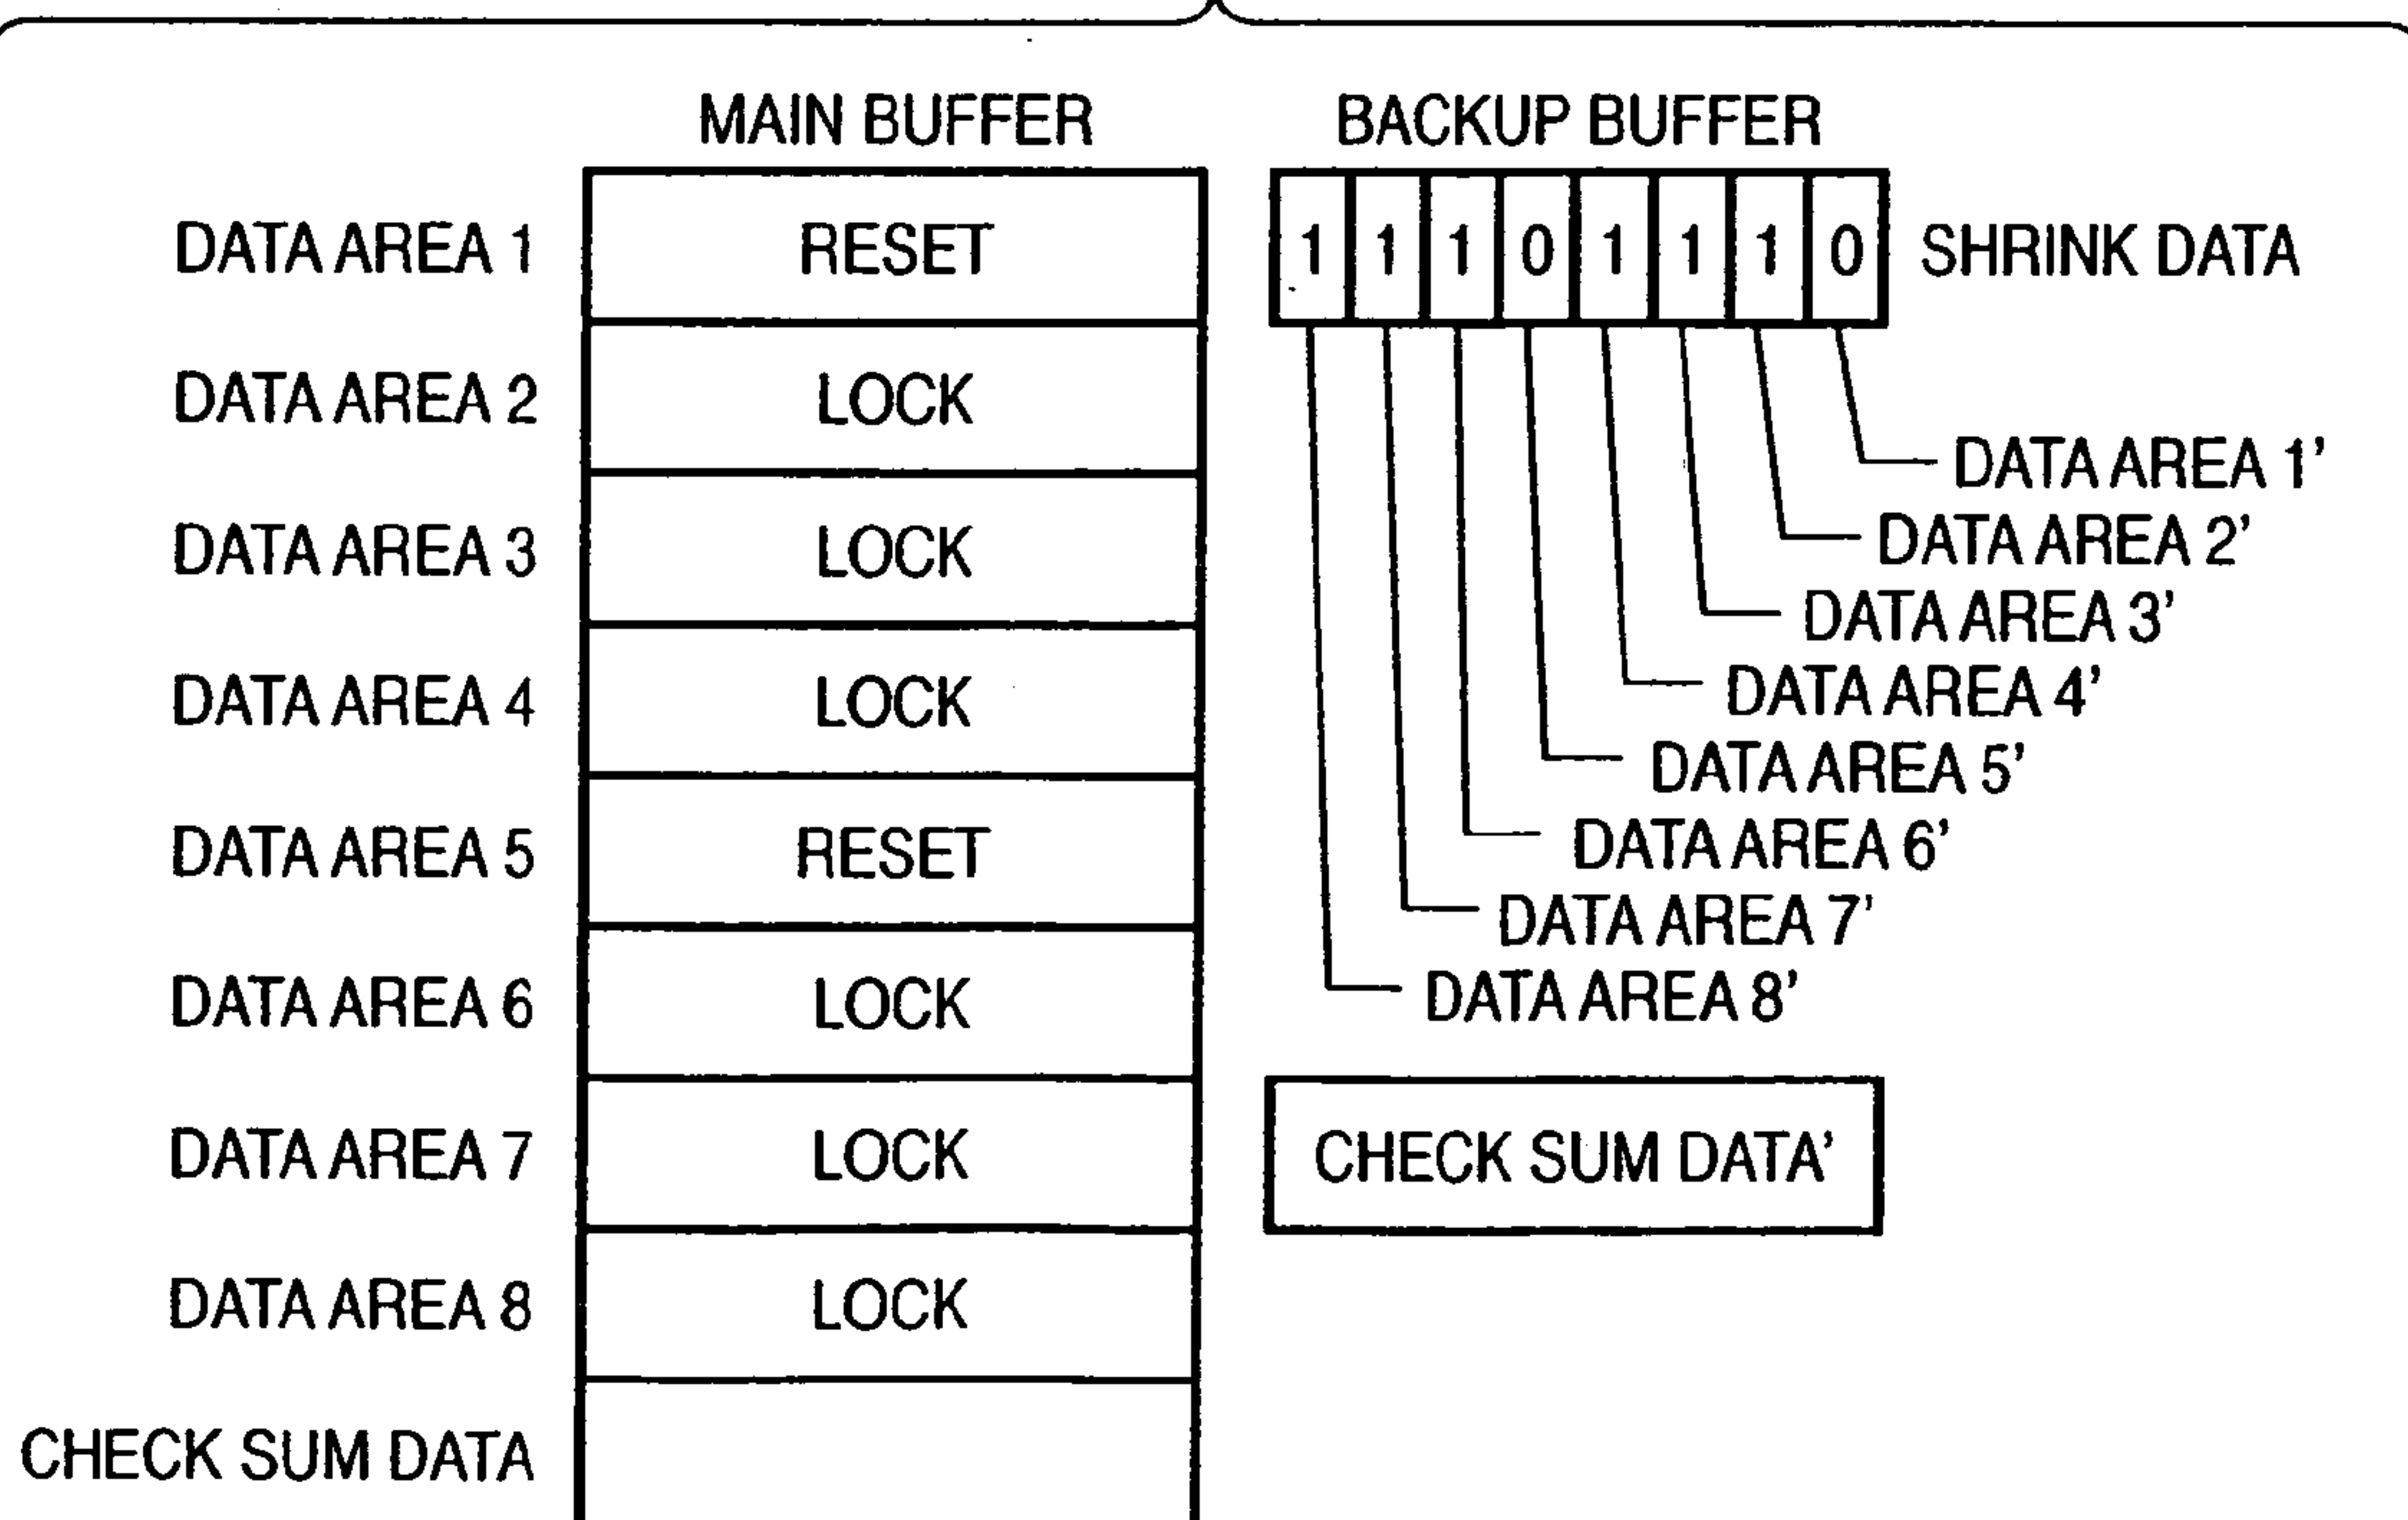 MAIN BUFFER
BACKUP BUFFER
DATA AREA 1 RESET 1 1 1 0 1 1 1 0 SHRINK DATA
DATA AREA 2 LOCK
DATA AREA 1'
DATA AREA 2'
DATA AREA 3 LOCK
DATA AREA 3'
DATA AREA 4 LOCK
DATA AREA 4'
DATA AREA 5'
DATA AREA 5 RESET
DATA AREA 6'
DATA AREA 7'
DATA AREA 6 LOCK
DATA AREA 8'
DATA AREA 7 LOCK
CHECK SUM DATA'
DATA AREA 8 LOCK
CHECK SUM DATA